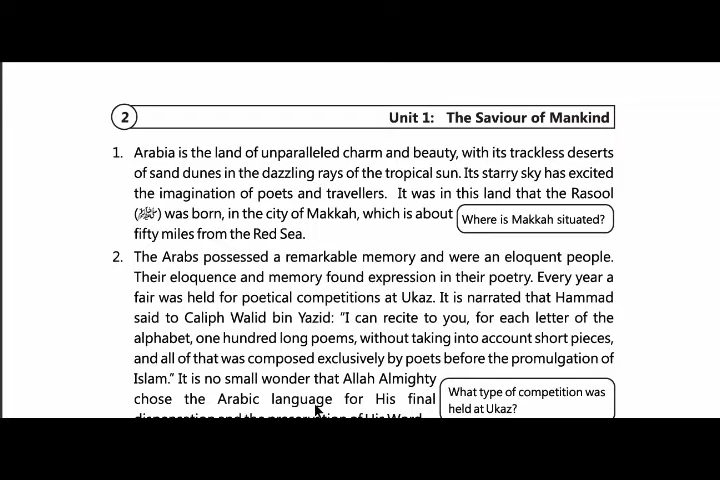 2
Unit 1: The Saviour of Mankind
1. Arabia is the land of unparalleled charm and beauty, with its trackless deserts
of sand dunes in the dazzling rays of the tropical sun. Its starry sky has excited
the imagination of poets and travellers. It was in this land that the Rasool
(ﷺ) was born, in the city of Makkah, which is about
fifty miles from the Red Sea.
Where is Makkah situated?
2. The Arabs possessed a remarkable memory and were an eloquent people.
Their eloquence and memory found expression in their poetry. Every year a
fair was held for poetical competitions at Ukaz. It is narrated that Hammad
said to Caliph Walid bin Yazid: "I can recite to you, for each letter of the
alphabet, one hundred long poems, without taking into account short pieces,
and all of that was composed exclusively by poets before the promulgation of
Islam." It is no small wonder that Allah Almighty
chose the Arabic language for His final
dispensation and the preservation of His Word.
What type of competition was
held at Ukaz?